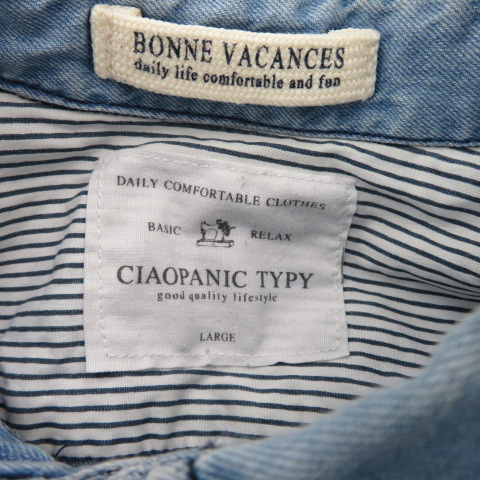 BONNE VACANCES
daily life comfortable and fun
DAILY COMFORTABLE CLOTHES
BASIC RELAX
CIAOPANIC TYPY
good quality lifestyle
LARGE